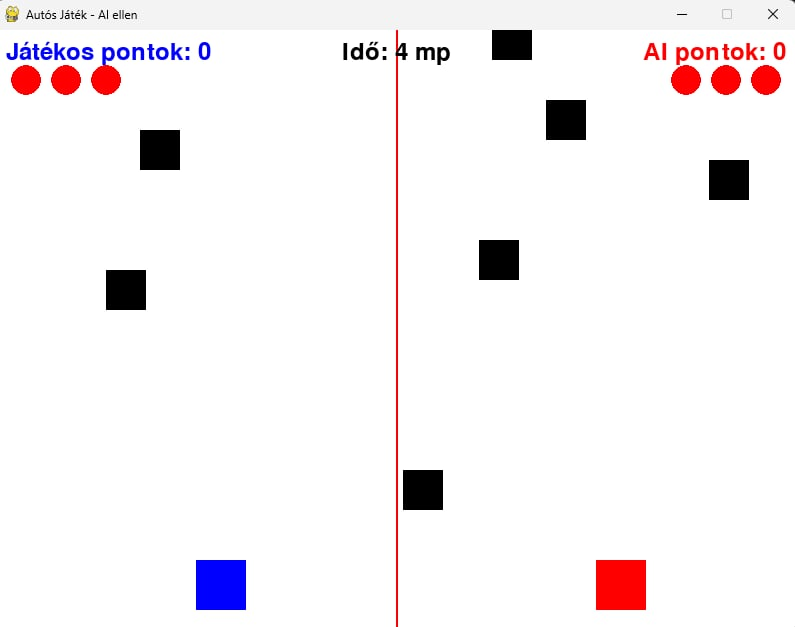 Autós Játék - AI ellen
Játékos pontok: 0
Idő: 4 mp
AI pontok: 0